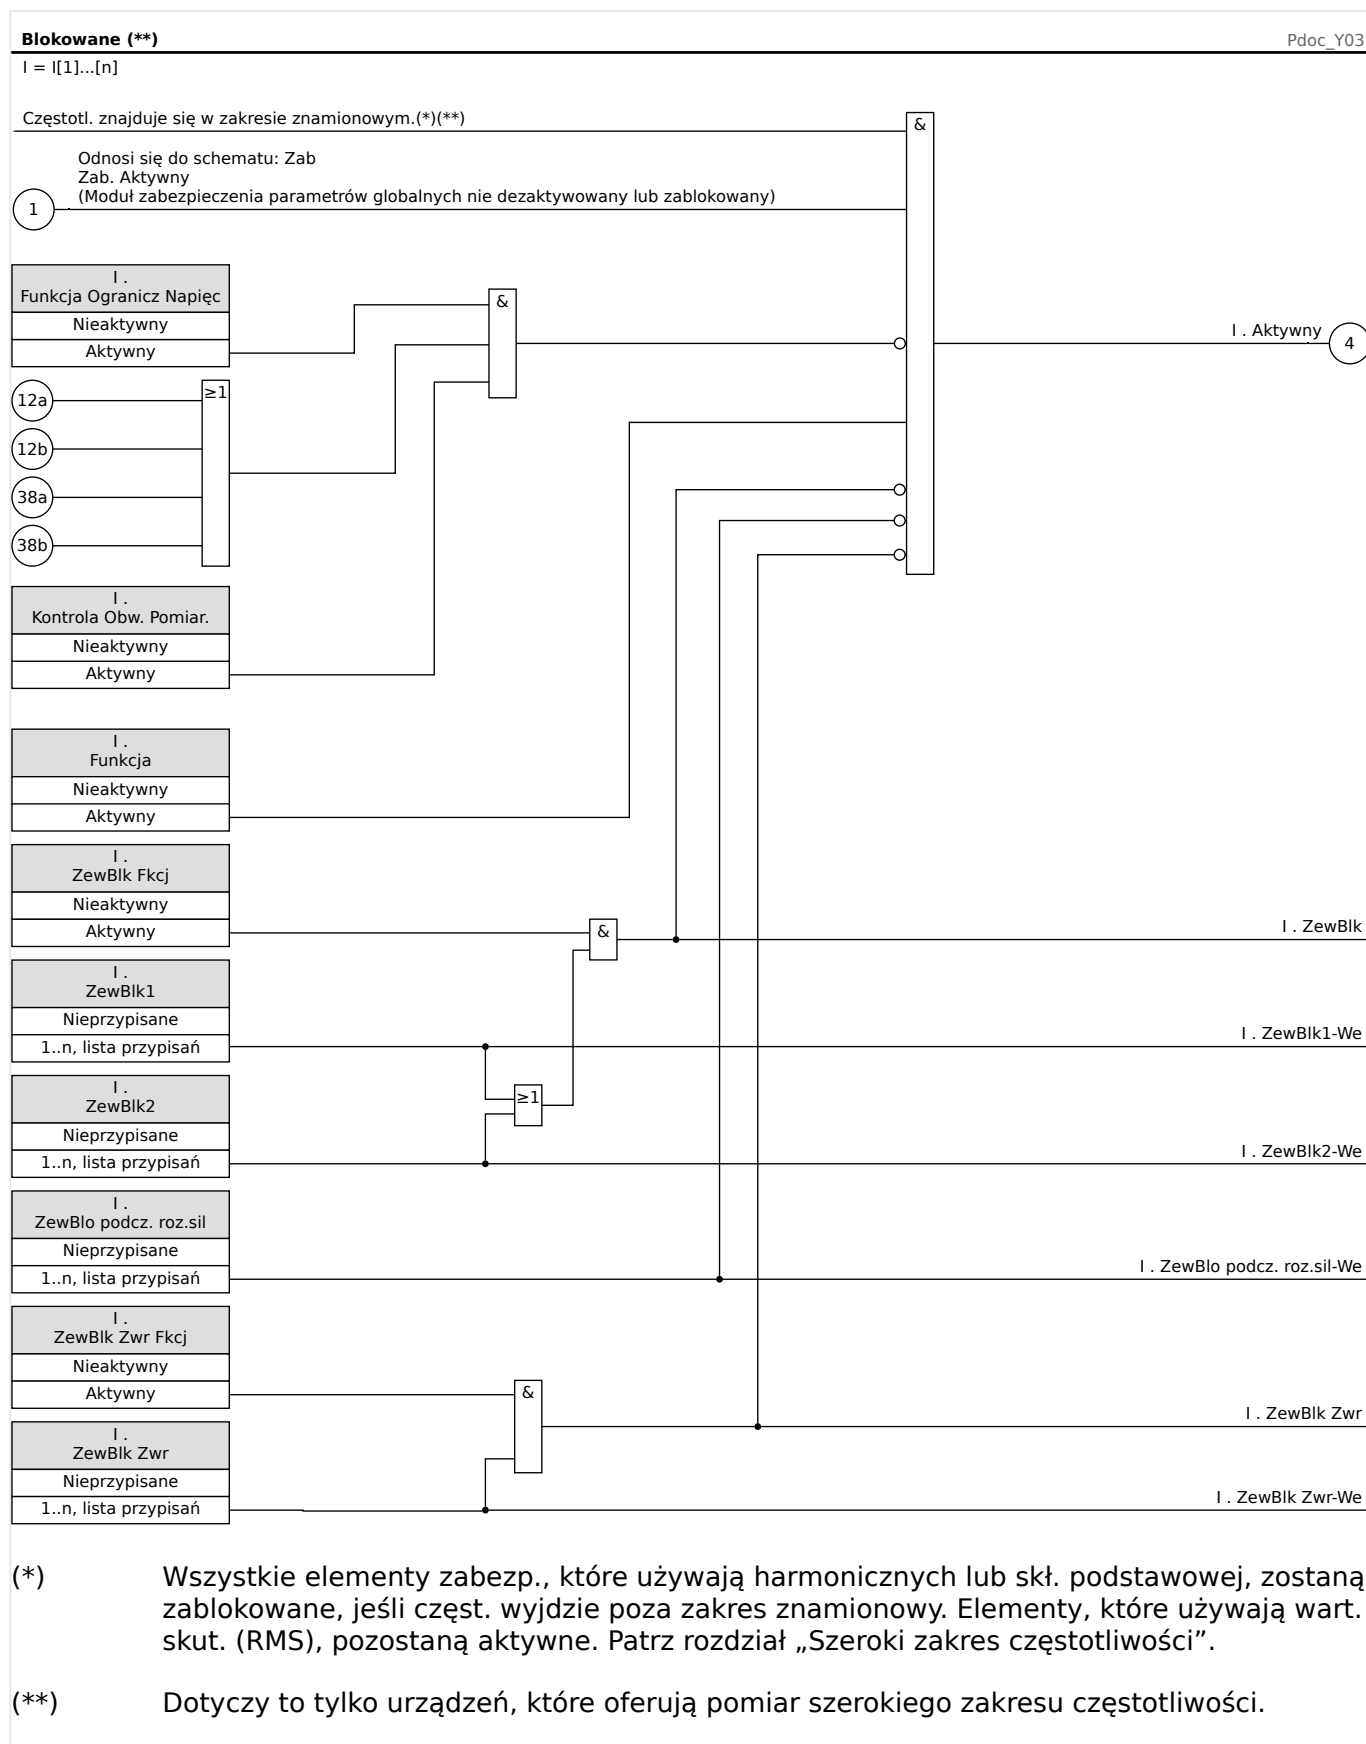 Blokowane (**)
Pdoc_Y03
I = I[1]...[n]
Częstotl. znajduje się w zakresie znamionowym.(*)(**)
&
Odnosi się do schematu: Zab
Zab. Aktywny
(Moduł zabezpieczenia parametrów globalnych nie dezaktywowany lub zablokowany)
1
I .
Funkcja Ogranicz Napięc
Nieaktywny
Aktywny
&
I . Aktywny
4
12a
12b
38a
38b
≥1
I .
Kontrola Obw. Pomiar.
Nieaktywny
Aktywny
I .
Funkcja
Nieaktywny
Aktywny
I .
ZewBlk Fkcj
Nieaktywny
Aktywny
&
I . ZewBlk
I .
ZewBlk1
Nieprzypisane
1..n, lista przypisań
I . ZewBlk1-We
≥1
I .
ZewBlk2
Nieprzypisane
1..n, lista przypisań
I . ZewBlk2-We
I .
ZewBlo podcz. roz.sil
Nieprzypisane
1..n, lista przypisań
I . ZewBlo podcz. roz.sil-We
I .
ZewBlk Zwr Fkcj
Nieaktywny
Aktywny
&
I . ZewBlk Zwr
I .
ZewBlk Zwr
Nieprzypisane
1..n, lista przypisań
I . ZewBlk Zwr-We
(*) Wszystkie elementy zabezp., które używają harmonicznych lub skł. podstawowej, zostaną
zablokowane, jeśli częst. wyjdzie poza zakres znamionowy. Elementy, które używają wart.
skut. (RMS), pozostaną aktywne. Patrz rozdział „Szeroki zakres częstotliwości”.
(**) Dotyczy to tylko urządzeń, które oferują pomiar szerokiego zakresu częstotliwości.